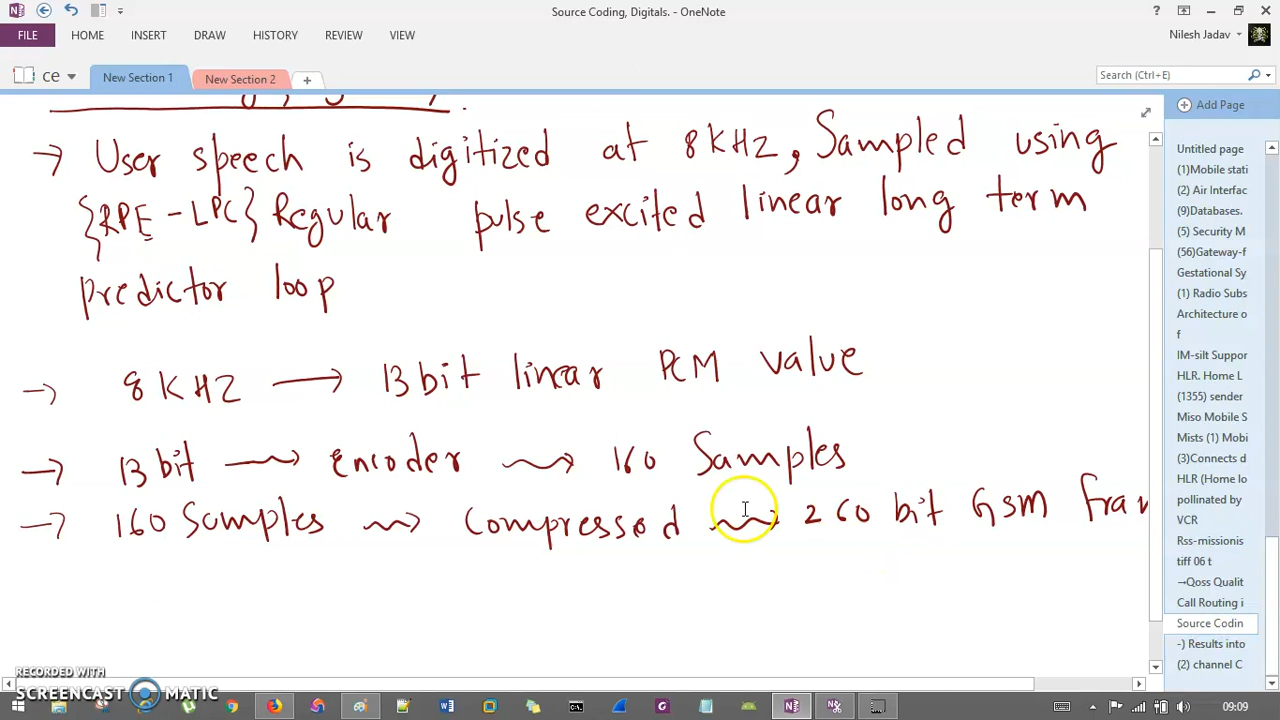 Source Coding, Digitals. - OneNote
FILE HOME INSERT DRAW HISTORY REVIEW VIEW
Nilesh Jadav
ce New Section 1 New Section 2 +
Search (Ctrl+E)
Add Page
→ User speech is digitized at 8KHZ, Sampled using
{RPE-LPC} Regular pulse excited linear long term
predictor loop
→ 8KHZ → 13bit linear PCM value
→ 13bit → encoder → 160 Samples
→ 160 Samples → Compressed → 260 bit Gsm fram
Untitled page
(1)Mobile stati
(2) Air Interfac
(9)Databases.
(5) Security M
(56)Gateway-f
Gestational Sy
(1) Radio Subs
Architecture o
f
IM-silt Suppor
HLR. Home L
(1355) sender
Miso Mobile S
Mists (1) Mobi
(3)Connects d
HLR (Home lo
pollinated by
VCR
Rss-missionis
tiff 06 t
→Qoss Qualit
Call Routing i
Source Codin
-) Results into
(2) channel C
RECORDED WITH
SCREENCAST MATIC
09:09